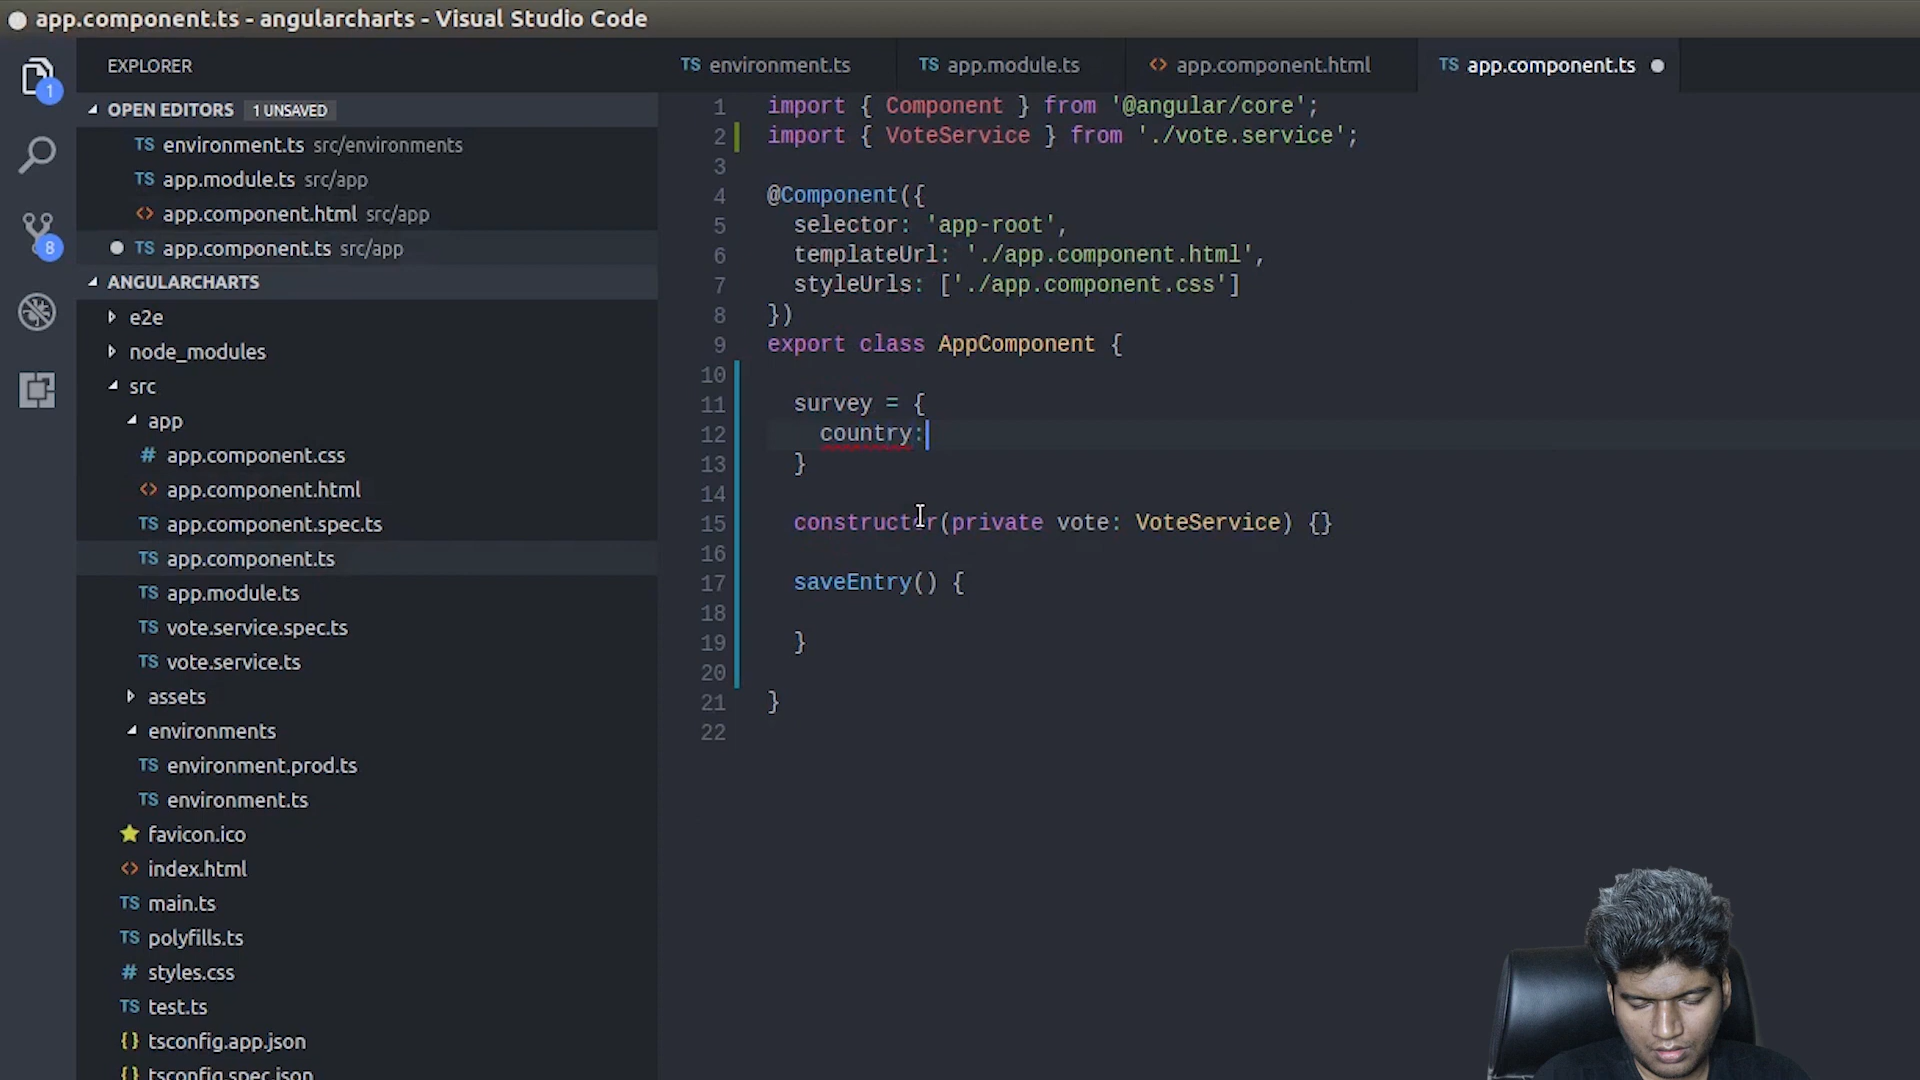 app.component.ts - angularcharts - Visual Studio Code
EXPLORER
1
OPEN EDITORS 1 UNSAVED
TS environment.ts src/environments
TS app.module.ts src/app
<> app.component.html src/app
TS app.component.ts src/app
8
ANGULARCHARTS
e2e
node_modules
src
app
# app.component.css
<> app.component.html
TS app.component.spec.ts
TS app.component.ts
TS app.module.ts
TS vote.service.spec.ts
TS vote.service.ts
assets
environments
TS environment.prod.ts
TS environment.ts
favicon.ico
<> index.html
TS main.ts
TS polyfills.ts
# styles.css
TS test.ts
{} tsconfig.app.json
{} tsconfig.spec.json
TS environment.ts
TS app.module.ts
<> app.component.html
TS app.component.ts
1 import { Component } from '@angular/core';
2 import { VoteService } from './vote.service';
3
4 @Component({
5 selector: 'app-root',
6 templateUrl: './app.component.html',
7 styleUrls: ['./app.component.css']
8 })
9 export class AppComponent {
10
11 survey = {
12 country:
13 }
14
15 constructor(private vote: VoteService) {}
16
17 saveEntry() {
18
19 }
20
21 }
22